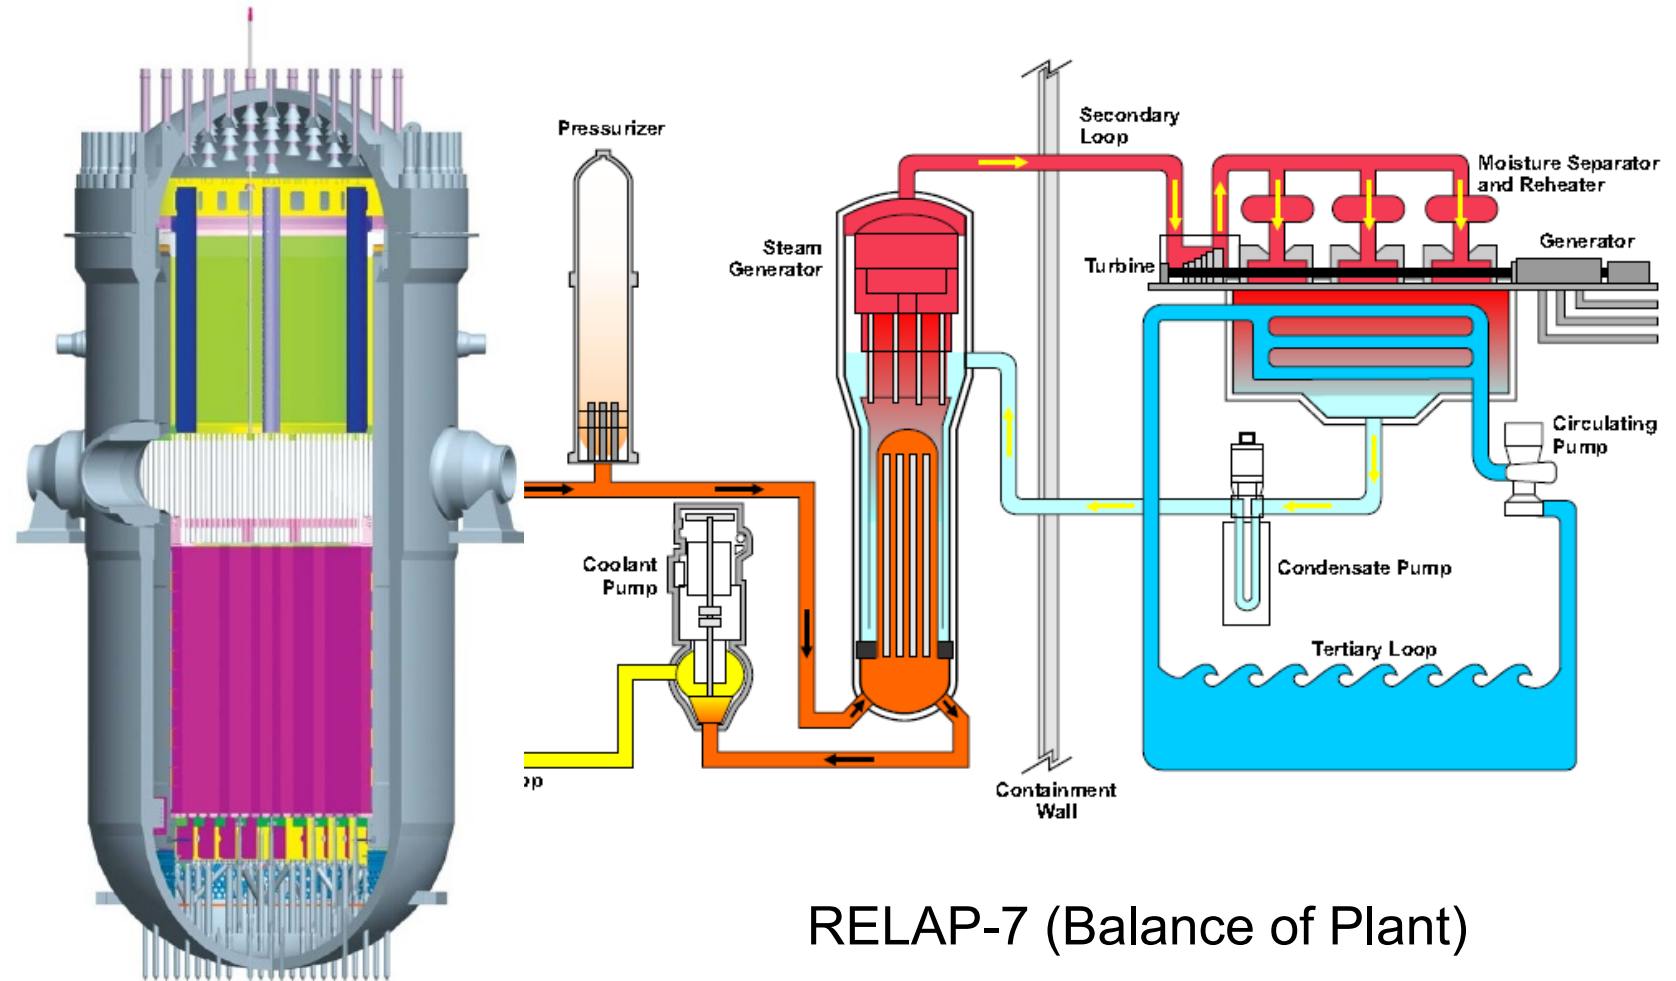 Pressurizer
Secondary
Loop
Moisture Separator
and Reheater
Steam
Generator
Turbine
Generator
Circulating
Pump
Coolant
Pump
Condensate Pump
Tertiary Loop
Containment
Wall
RELAP-7 (Balance of Plant)